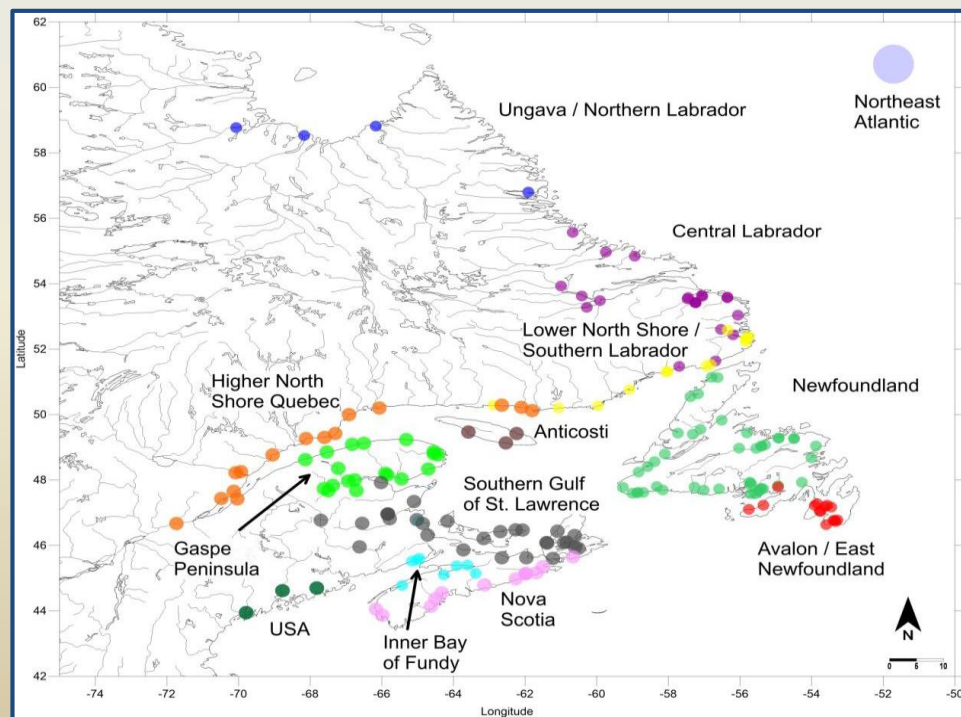 62
60
58
56
54
52
50
48
46
44
42
Latitude
Ungava / Northern Labrador
Northeast
Atlantic
Central Labrador
Lower North Shore /
Southern Labrador
Higher North
Shore Quebec
Newfoundland
Anticosti
Southern Gulf
of St. Lawrence
Gaspe
Peninsula
Avalon / East
Newfoundland
Nova
Scotia
USA
Inner Bay
of Fundy
N
0 5 10
-74 -72 -70 -68 -66 -64 -62 -60 -58 -56 -54 -52 -50
Longitude